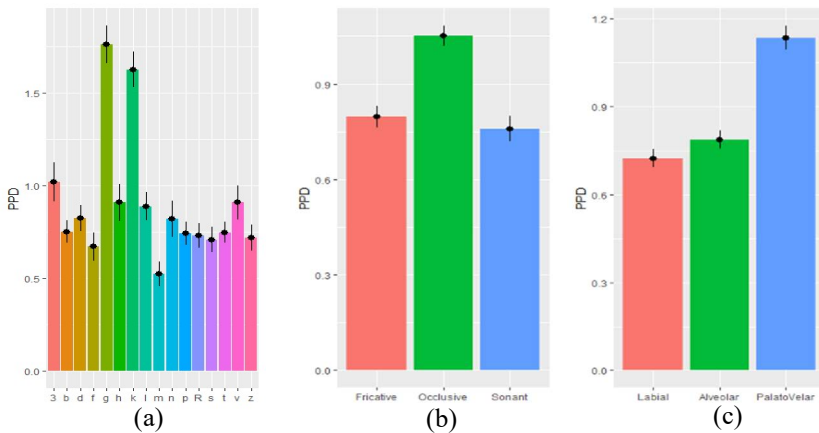 PPD
1.5
1.0
0.5
0.0
3 b d f g h k l m n p R s t v z
(a)
PPD
0.9
0.6
0.3
0.0
Fricative Occlusive Sonant
(b)
PPD
1.2
0.9
0.6
0.3
0.0
Labial Alveolar PalatoVelar
(c)